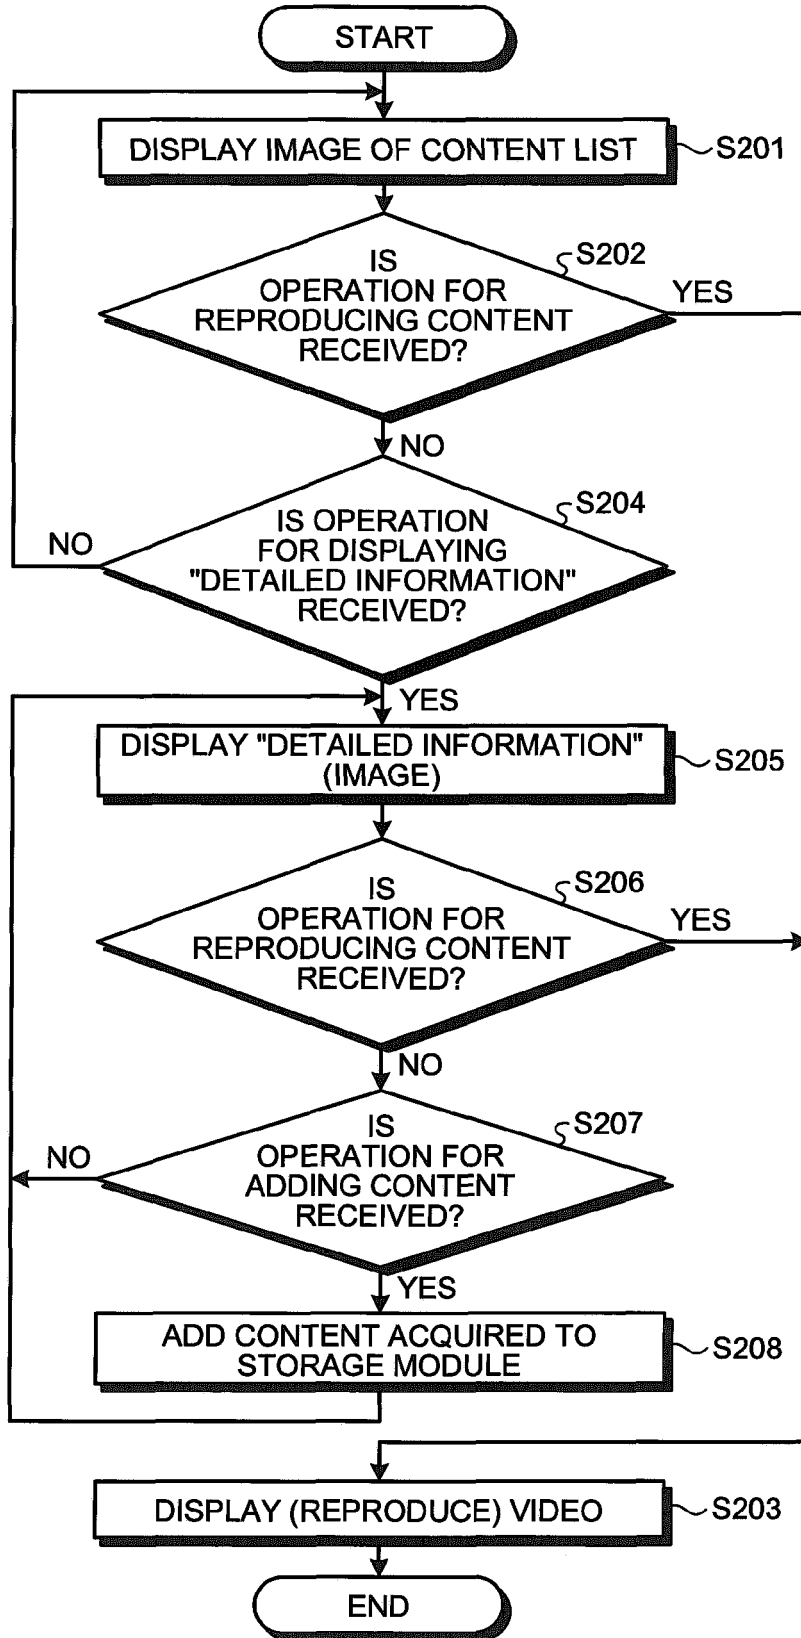 START
DISPLAY IMAGE OF CONTENT LIST
S201
IS
OPERATION FOR
REPRODUCING CONTENT
RECEIVED?
S202
YES
NO
IS OPERATION
FOR DISPLAYING
"DETAILED INFORMATION"
RECEIVED?
S204
NO
YES
DISPLAY "DETAILED INFORMATION"
(IMAGE)
S205
IS
OPERATION FOR
REPRODUCING CONTENT
RECEIVED?
S206
YES
NO
IS
OPERATION FOR
ADDING CONTENT
RECEIVED?
S207
NO
YES
ADD CONTENT ACQUIRED TO
STORAGE MODULE
S208
DISPLAY (REPRODUCE) VIDEO
S203
END